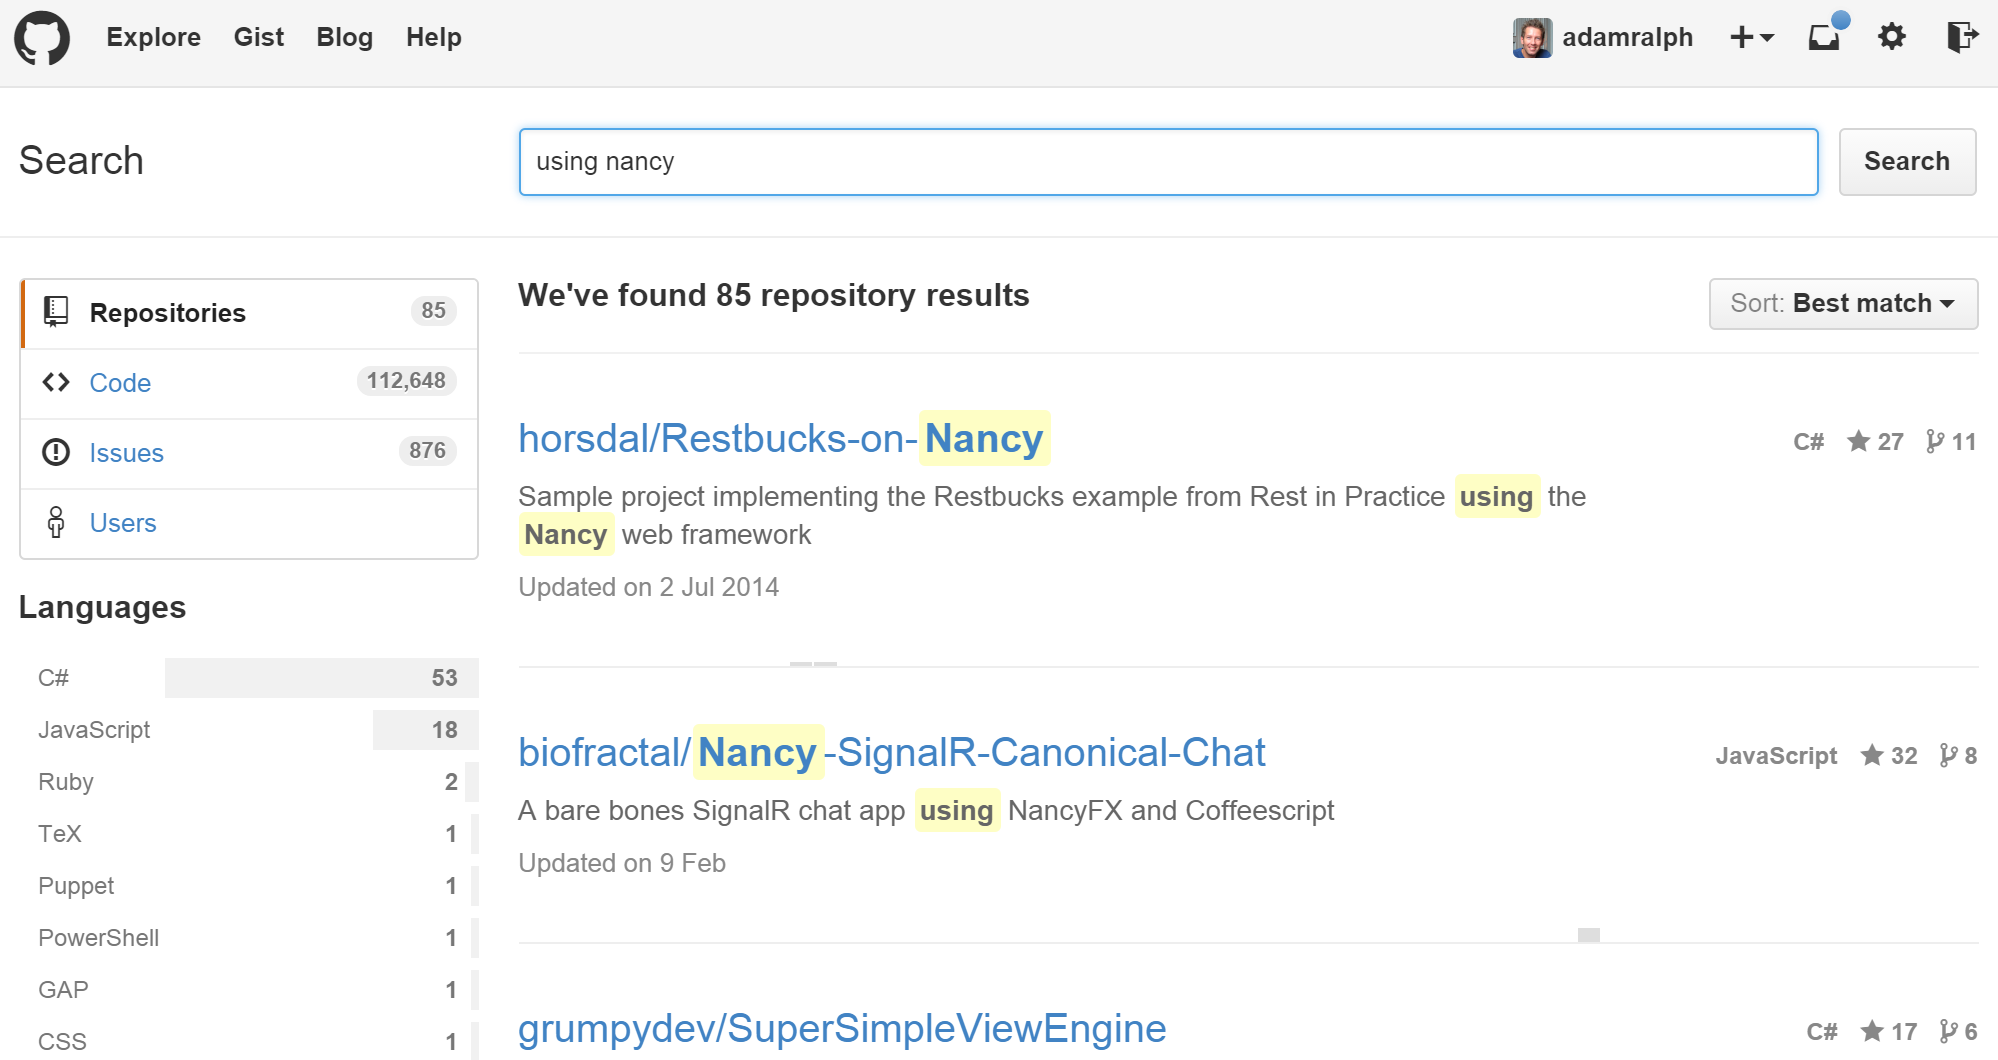 Explore Gist Blog Help adamralph
Search using nancy Search
Repositories 85
Code 112,648
Issues 876
Users
Languages
C# 53
JavaScript 18
Ruby 2
TeX 1
Puppet 1
PowerShell 1
GAP 1
CSS 1
We've found 85 repository results Sort: Best match
horsdal/Restbucks-on-Nancy C# 27 11
Sample project implementing the Restbucks example from Rest in Practice using the
Nancy web framework
Updated on 2 Jul 2014
biofractal/Nancy-SignalR-Canonical-Chat JavaScript 32 8
A bare bones SignalR chat app using NancyFX and Coffeescript
Updated on 9 Feb
grumpydev/SuperSimpleViewEngine C# 17 6